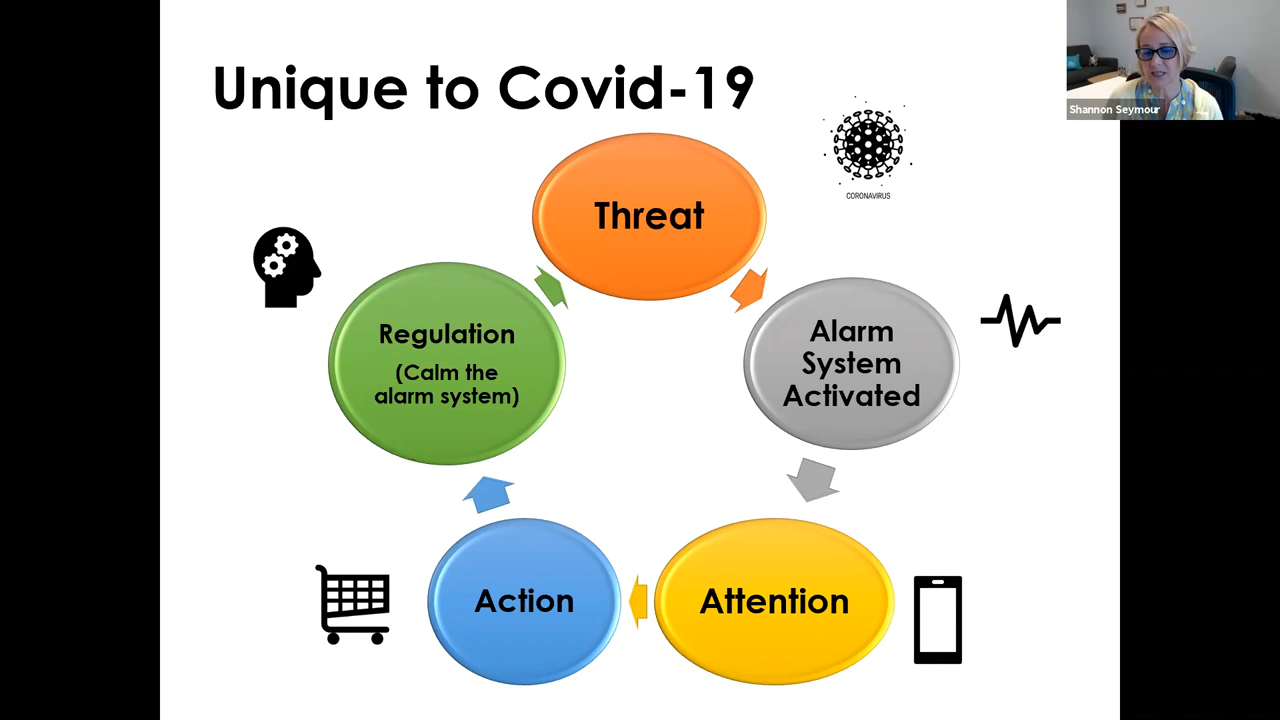 Unique to Covid-19
Shannon Seymour
CORONAVIRUS
Threat
Alarm
System
Activated
Attention
Action
Regulation
(Calm the
alarm system)